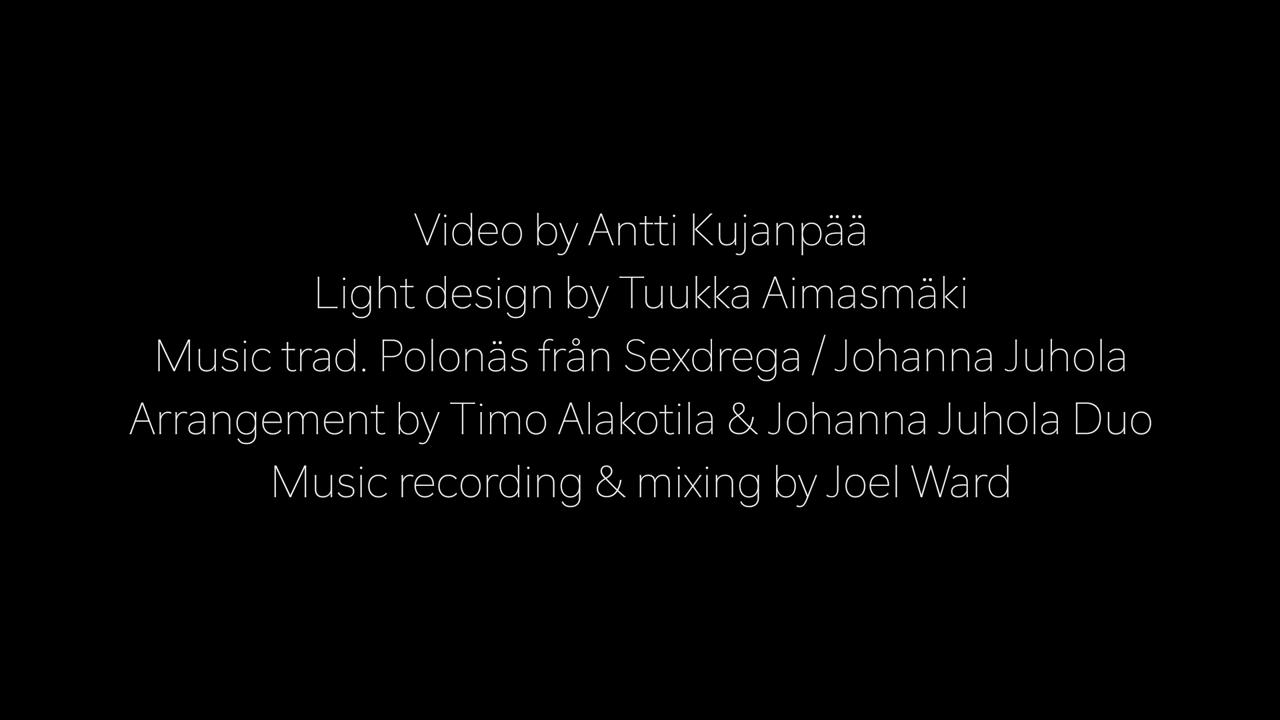 Video by Antti Kujanpää
Light design by Tuukka Aimasmäki
Music trad. Polonäs från Sexdrega / Johanna Juhola
Arrangement by Timo Alakotila & Johanna Juhola Duo
Music recording & mixing by Joel Ward